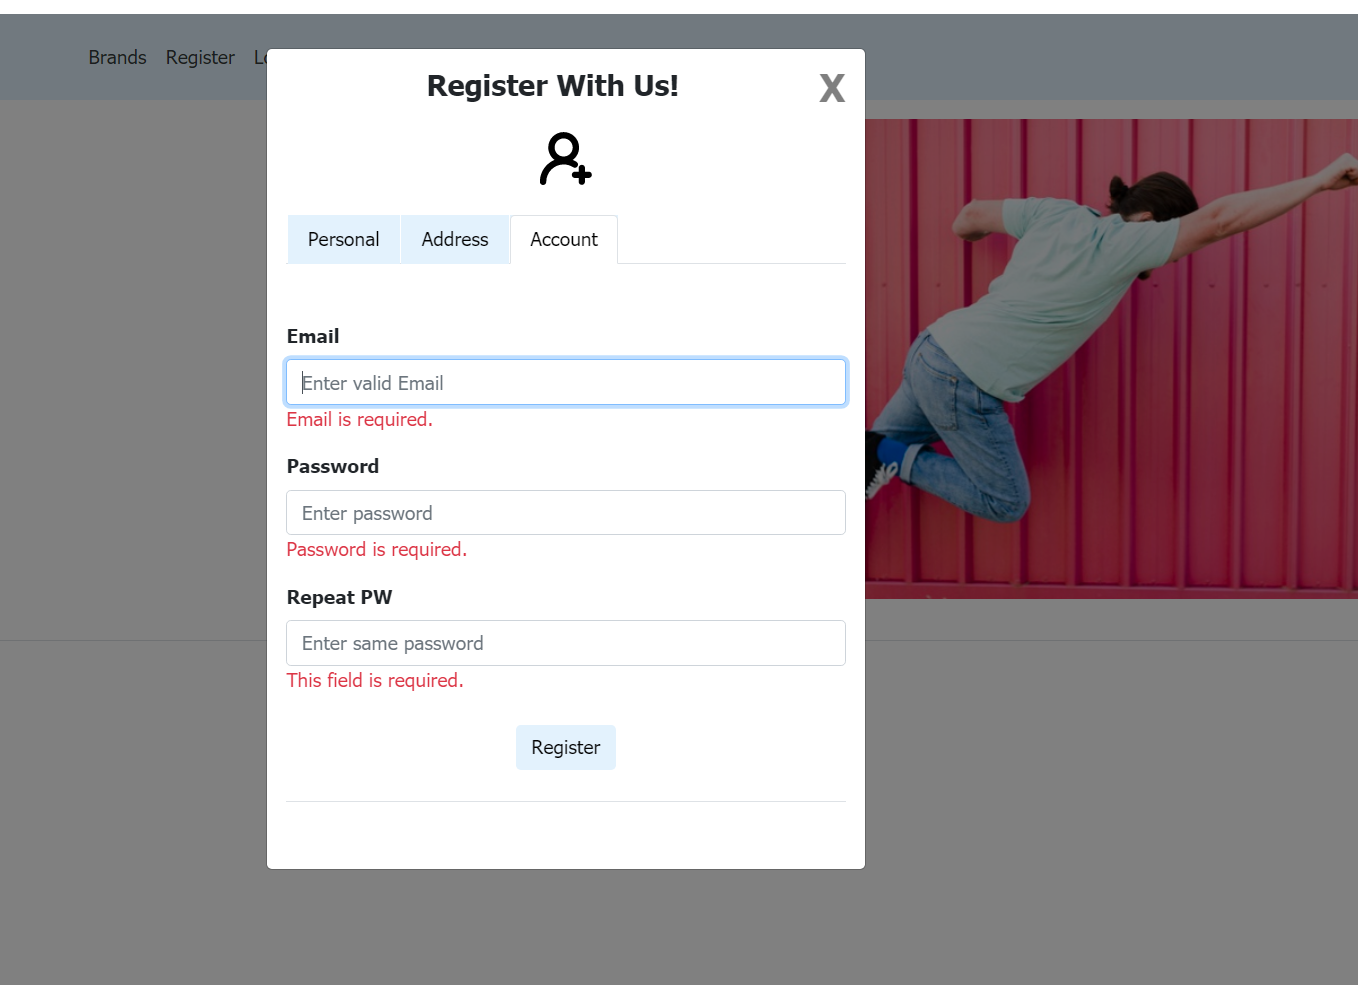 Brands Register
Register With Us!
X
Personal Address Account
Email
Enter valid Email
Email is required.
Password
Enter password
Password is required.
Repeat PW
Enter same password
This field is required.
Register